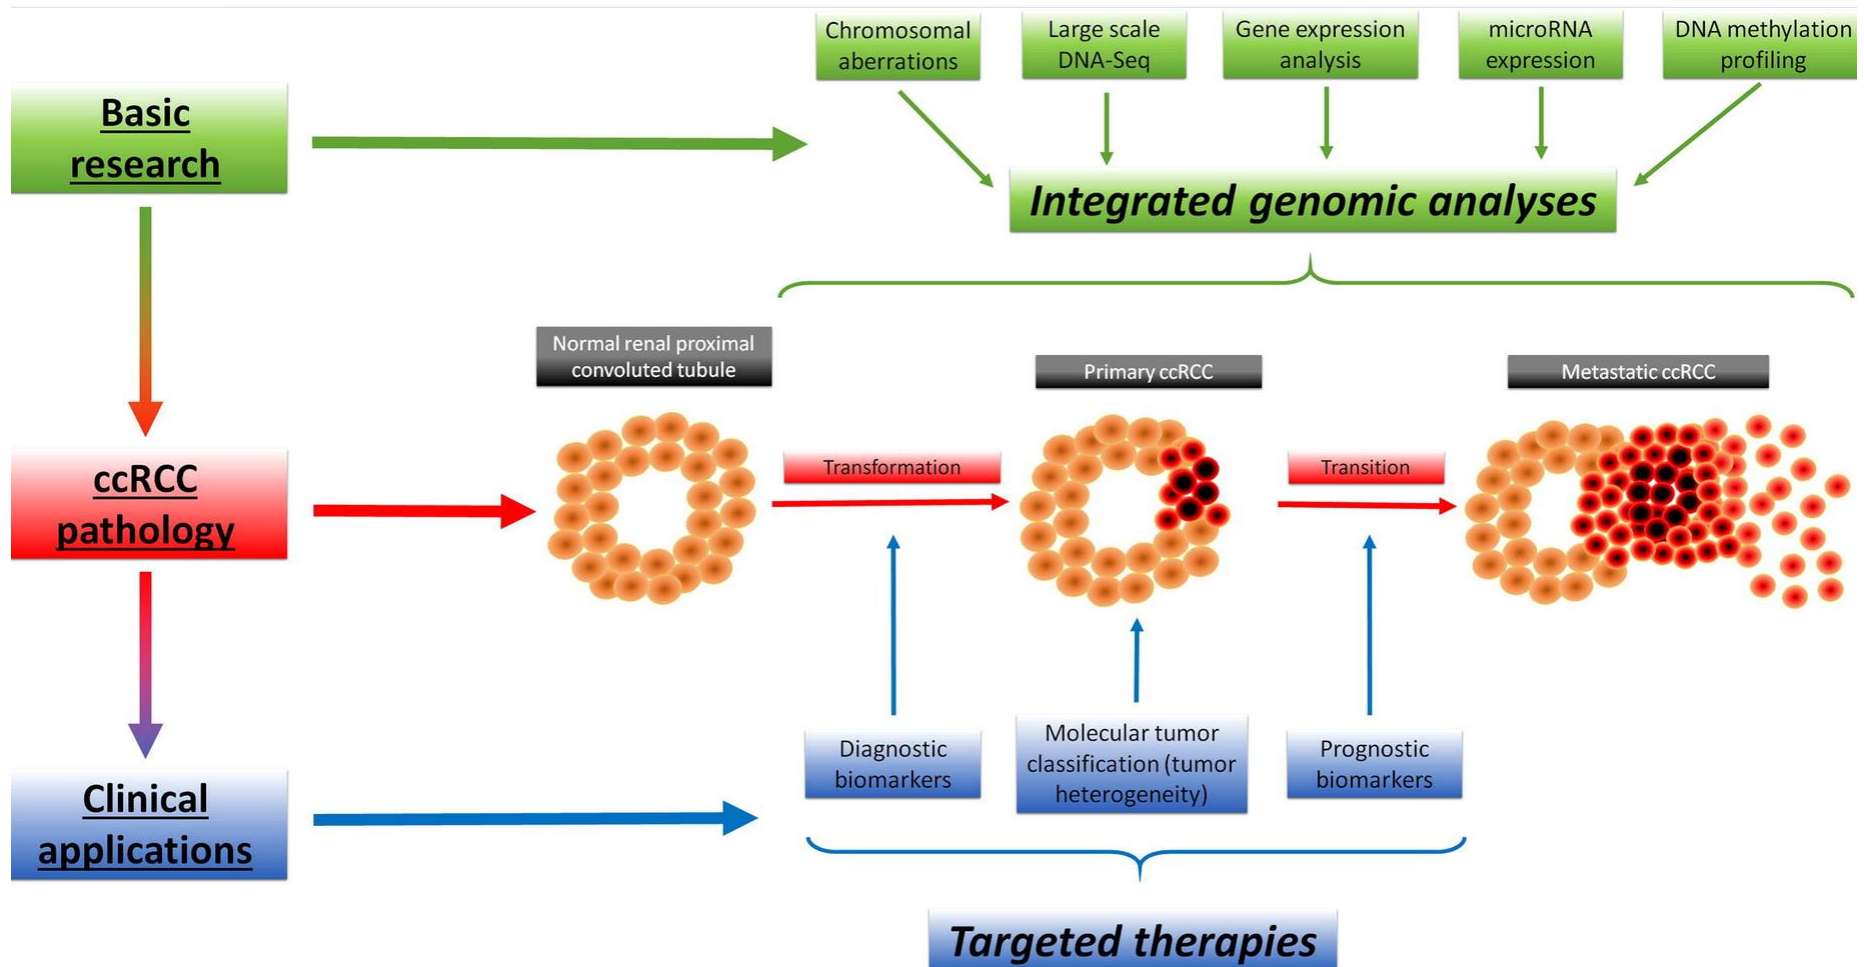 Chromosomal
aberrations
Large scale
DNA-Seq
Gene expression
analysis
microRNA
expression
DNA methylation
profiling
Basic
research
Integrated genomic analyses
Normal renal proximal
convoluted tubule
Primary ccRCC
Metastatic ccRCC
ccRCC
pathology
Transformation
Transition
Diagnostic
biomarkers
Molecular tumor
classification (tumor
heterogeneity)
Prognostic
biomarkers
Clinical
applications
Targeted therapies